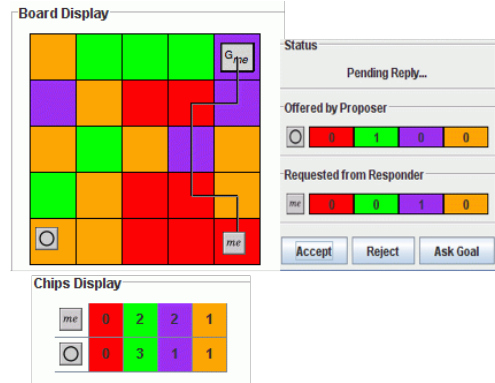 Board Display
G me
me
Status
Pending Reply...
Offered by Proposer
0 1 0 0
Requested from Responder
me 0 0 1 0
Accept Reject Ask Goal
Chips Display
me 0 2 2 1
0 3 1 1